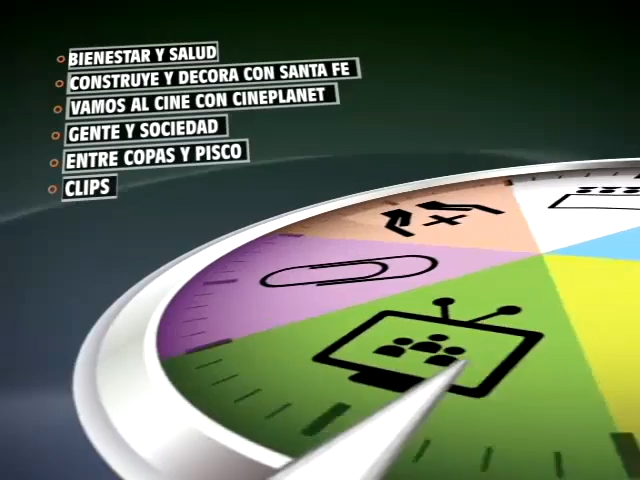 BIENESTAR Y SALUD
CONSTRUYE Y DECORA CON SANTA FE
VAMOS AL CINE CON CINEPLANET
GENTE Y SOCIEDAD
ENTRE COPAS Y PISCO
CLIPS